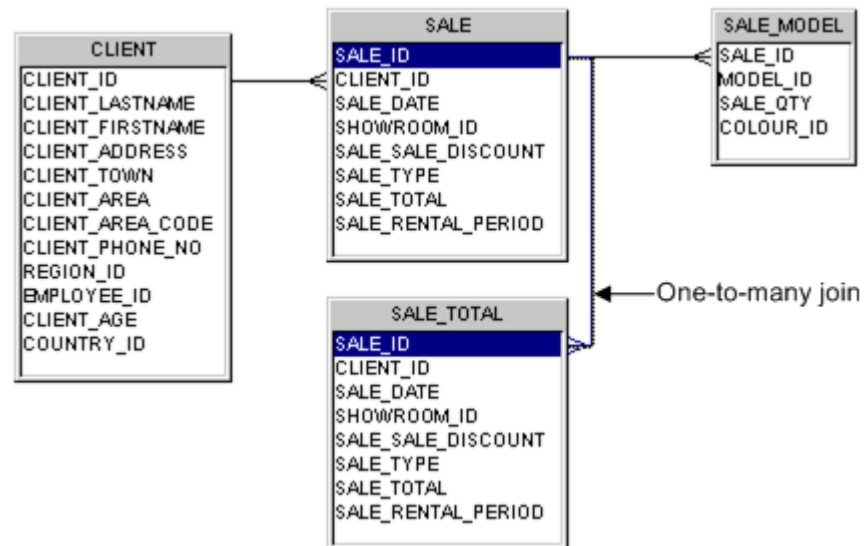 CLIENT
CLIENT_ID
CLIENT_LASTNAME
CLIENT_FIRSTNAME
CLIENT_ADDRESS
CLIENT_TOWN
CLIENT_AREA
CLIENT_AREA_CODE
CLIENT_PHONE_NO
REGION_ID
EMPLOYEE_ID
CLIENT_AGE
COUNTRY_ID
SALE
SALE_ID
CLIENT_ID
SALE_DATE
SHOWROOM_ID
SALE_SALE_DISCOUNT
SALE_TYPE
SALE_TOTAL
SALE_RENTAL_PERIOD
SALE_MODEL
SALE_ID
MODEL_ID
SALE_QTY
COLOUR_ID
One-to-many join
SALE_TOTAL
SALE_ID
CLIENT_ID
SALE_DATE
SHOWROOM_ID
SALE_SALE_DISCOUNT
SALE_TYPE
SALE_TOTAL
SALE_RENTAL_PERIOD